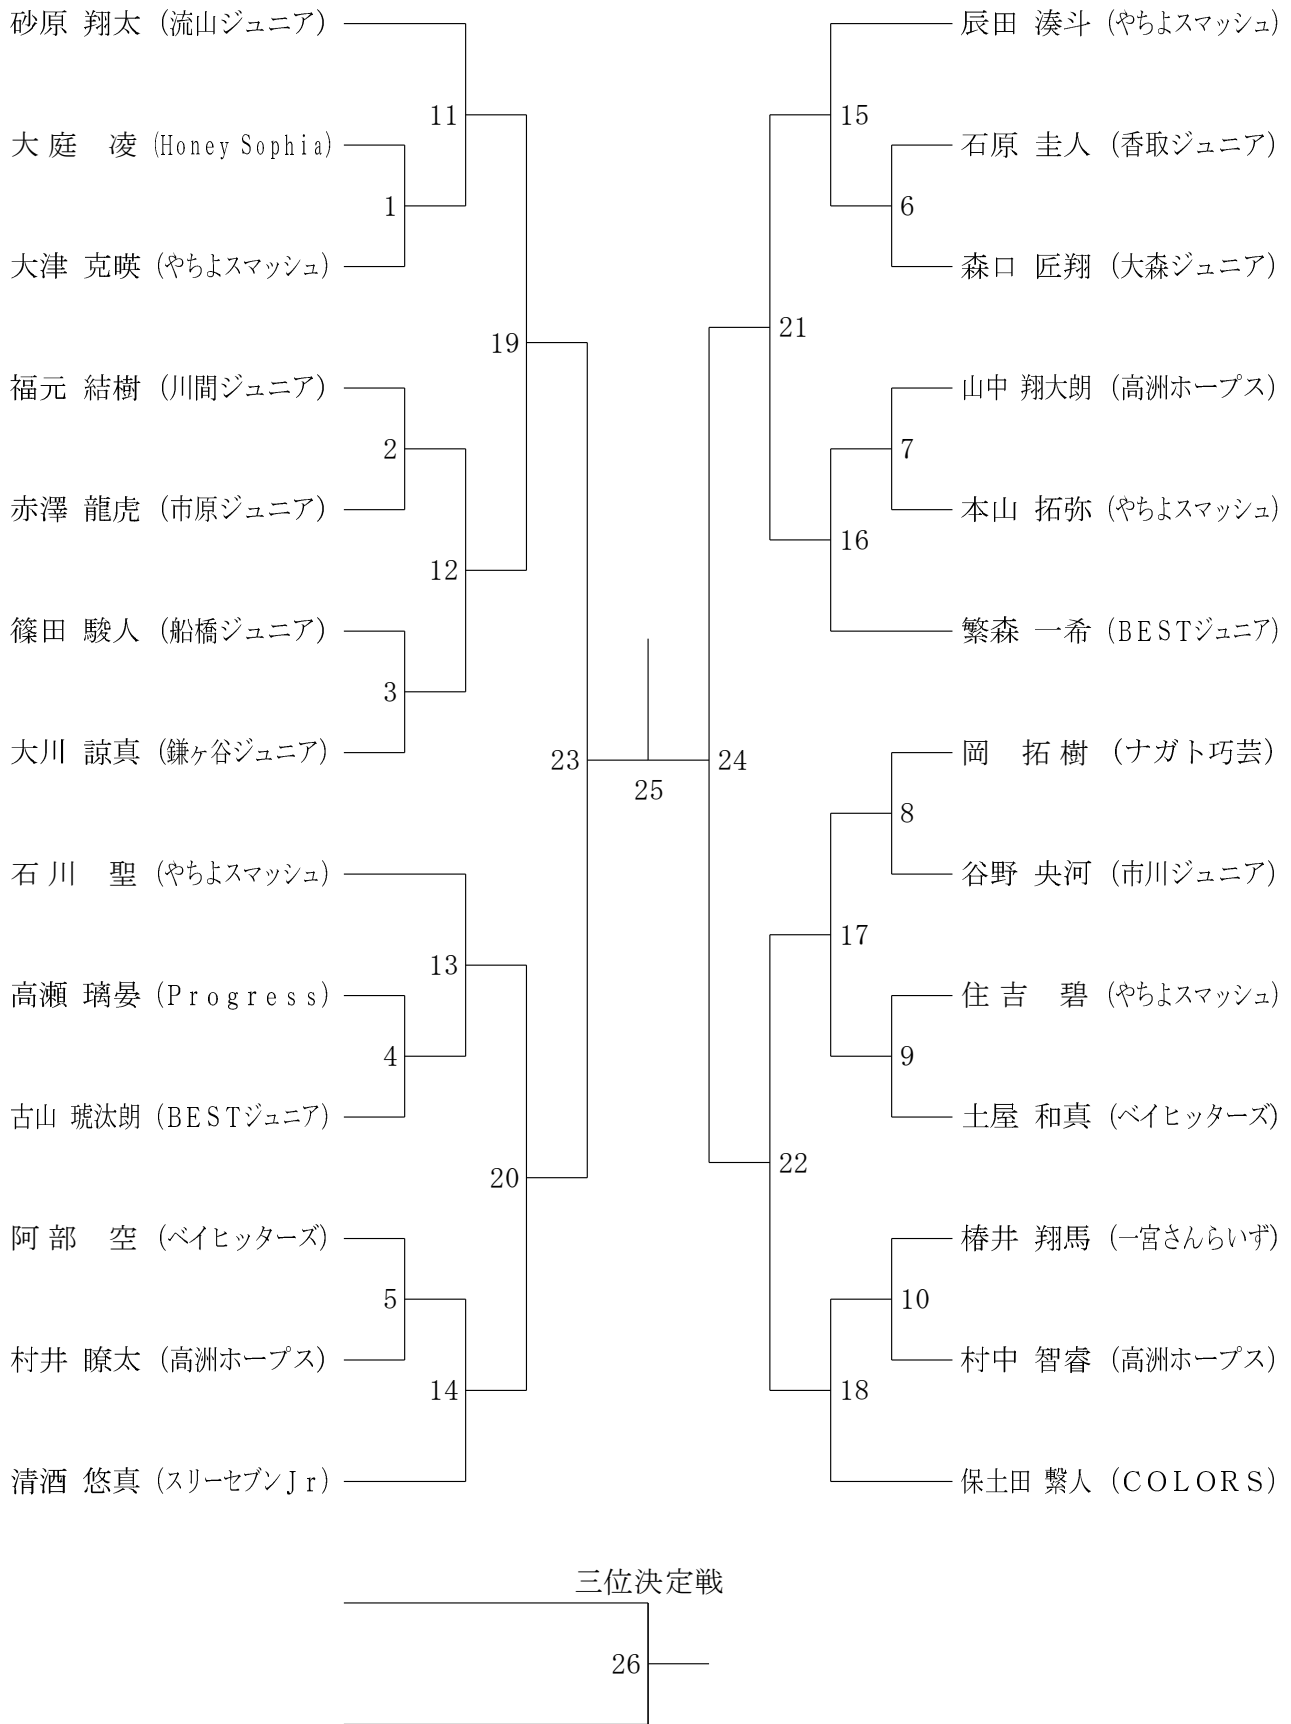 砂原 翔太 (流山ジュニア)
11
大庭 凌 (Honey Sophia)
1
大津 克暎 (やちよスマッシュ)
19
福元 結樹 (川間ジュニア)
2
赤澤 龍虎 (市原ジュニア)
12
篠田 駿人 (船橋ジュニア)
3
大川 諒真 (鎌ヶ谷ジュニア)
23
石川 聖 (やちよスマッシュ)
13
高瀬 璃晏 (Progress)
4
古山 琥汰朗 (BESTジュニア)
20
阿部 空 (ベイヒッターズ)
5
村井 瞭太 (高洲ホープス)
14
清酒 悠真 (スリーセブンJr)
25
辰田 湊斗 (やちよスマッシュ)
15
石原 圭人 (香取ジュニア)
6
森口 匠翔 (大森ジュニア)
21
山中 翔大朗 (高洲ホープス)
7
本山 拓弥 (やちよスマッシュ)
16
繁森 一希 (BESTジュニア)
24
岡 拓樹 (ナガト巧芸)
8
谷野 央河 (市川ジュニア)
17
住吉 碧 (やちよスマッシュ)
9
土屋 和真 (ベイヒッターズ)
22
椿井 翔馬 (一宮さんらいず)
10
村中 智睿 (高洲ホープス)
18
保土田 繋人 (COLORS)
三位決定戦
26